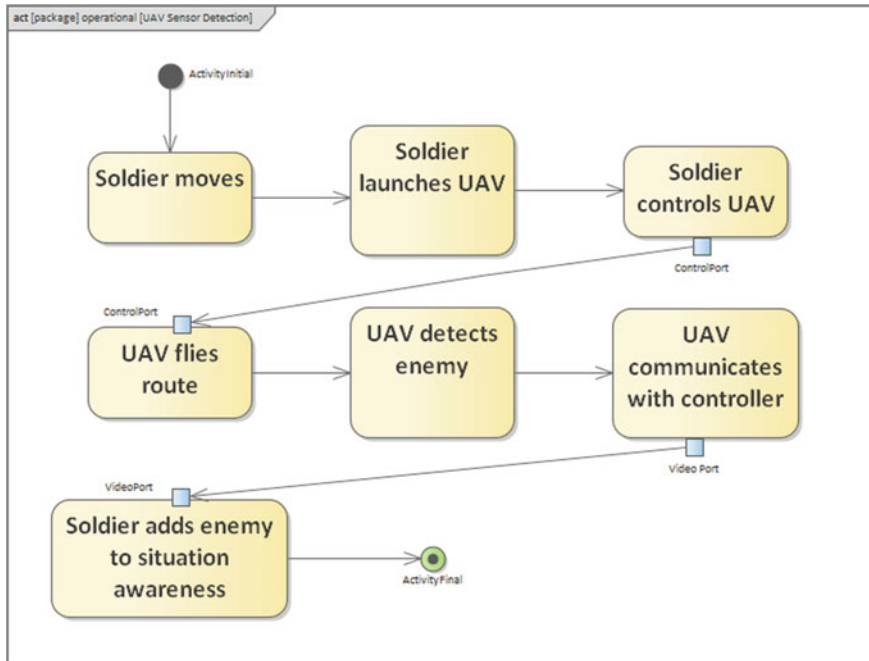 act [package] operational [UAV Sensor Detection]
ActivityInitial
Soldier moves
Soldier
launches UAV
Soldier
controls UAV
ControlPort
ControlPort
UAV flies
route
UAV detects
enemy
UAV
communicates
with controller
Video Port
VideoPort
Soldier adds enemy
to situation
awareness
ActivityFinal